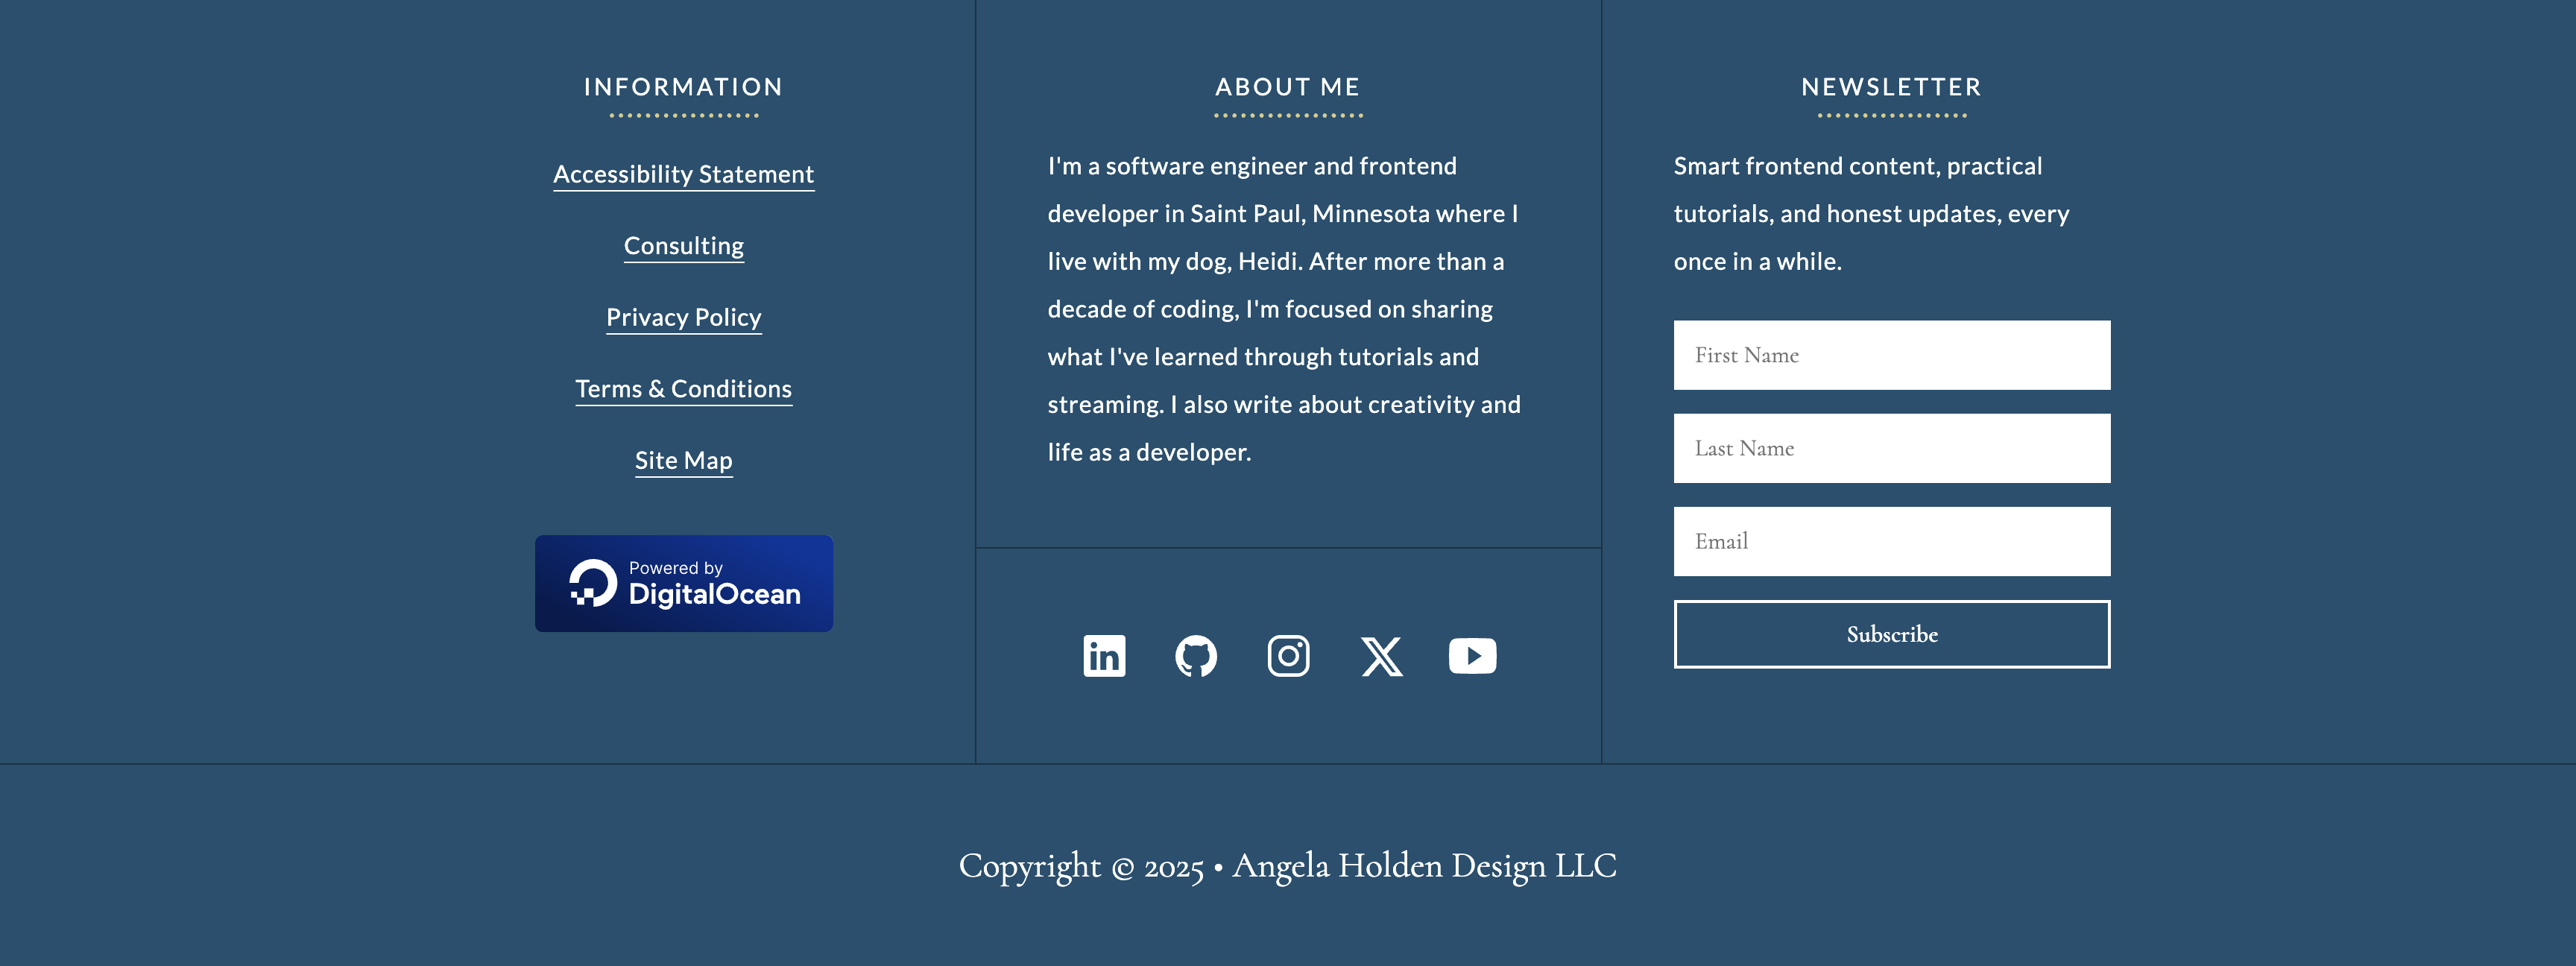 INFORMATION
Accessibility Statement
Consulting
Privacy Policy
Terms & Conditions
Site Map
Powered by
DigitalOcean
ABOUT ME
I'm a software engineer and frontend
developer in Saint Paul, Minnesota where I
live with my dog, Heidi. After more than a
decade of coding, I'm focused on sharing
what I've learned through tutorials and
streaming. I also write about creativity and
life as a developer.
in
NEWSLETTER
Smart frontend content, practical
tutorials, and honest updates, every
once in a while.
First Name
Last Name
Email
Subscribe
Copyright © 2025 • Angela Holden Design LLC